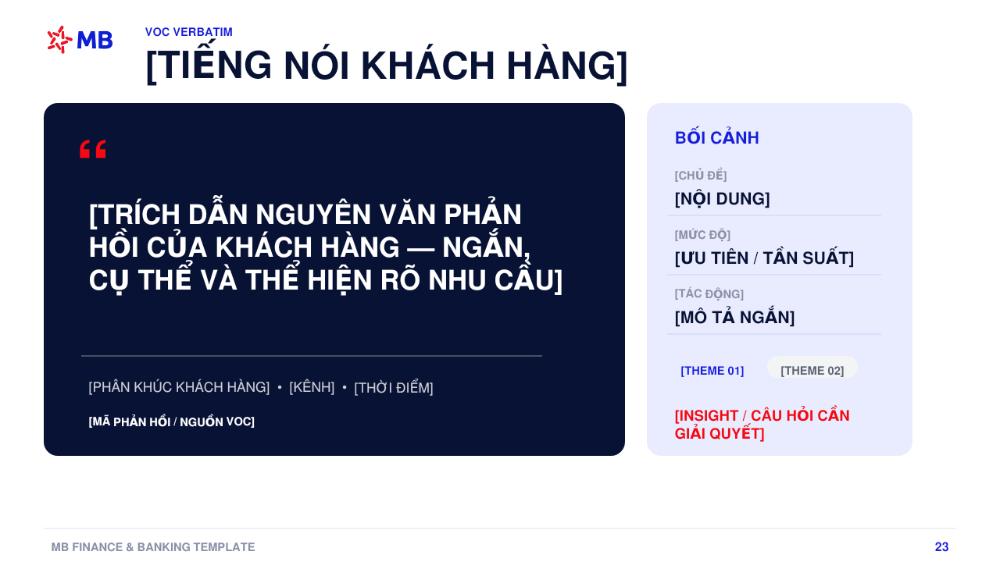 MB
VOC VERBATIM
[TIẾNG NÓI KHÁCH HÀNG]
“
[TRÍCH DẪN NGUYÊN VĂN PHẢN
HỒI CỦA KHÁCH HÀNG — NGẮN,
CỤ THỂ VÀ THỂ HIỆN RÕ NHU CẦU]
[PHÂN KHÚC KHÁCH HÀNG] • [KÊNH] • [THỜI ĐIỂM]
[MÃ PHẢN HỒI / NGUỒN VOC]
BỐI CẢNH
[CHỦ ĐỀ]
[NỘI DUNG]
[MỨC ĐỘ]
[ƯU TIÊN / TẦN SUẤT]
[TÁC ĐỘNG]
[MÔ TẢ NGẮN]
[THEME 01] [THEME 02]
[INSIGHT / CÂU HỎI CẦN
GIẢI QUYẾT]
MB FINANCE & BANKING TEMPLATE
23